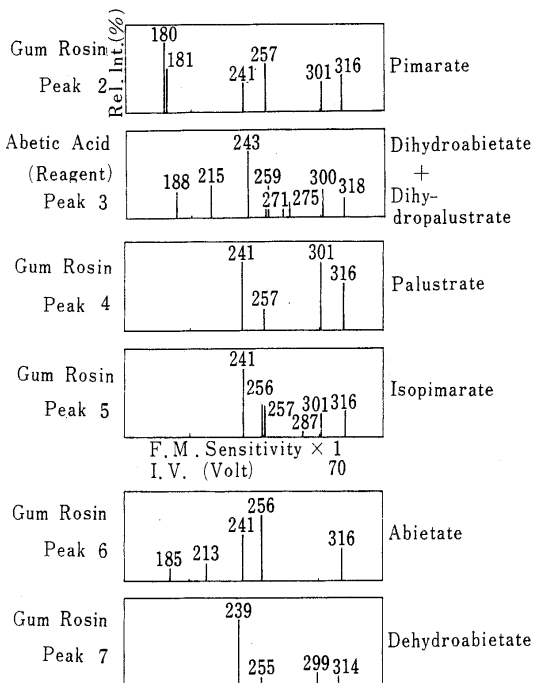 Rel. Int.(%)
Gum Rosin
Peak 2
180
181
241
257
301
316
Pimarate
Abetic Acid
(Reagent)
Peak 3
188
215
243
259
271
275
300
318
Dihydroabietate
+
Dihy-
dropalustrate
Gum Rosin
Peak 4
241
257
301
316
Palustrate
Gum Rosin
Peak 5
241
256
257
287
301
316
Isopimarate
F.M. Sensitivity × 1
I.V. (Volt) 70
Gum Rosin
Peak 6
185
213
241
256
316
Abietate
Gum Rosin
Peak 7
239
255
299
314
Dehydroabietate